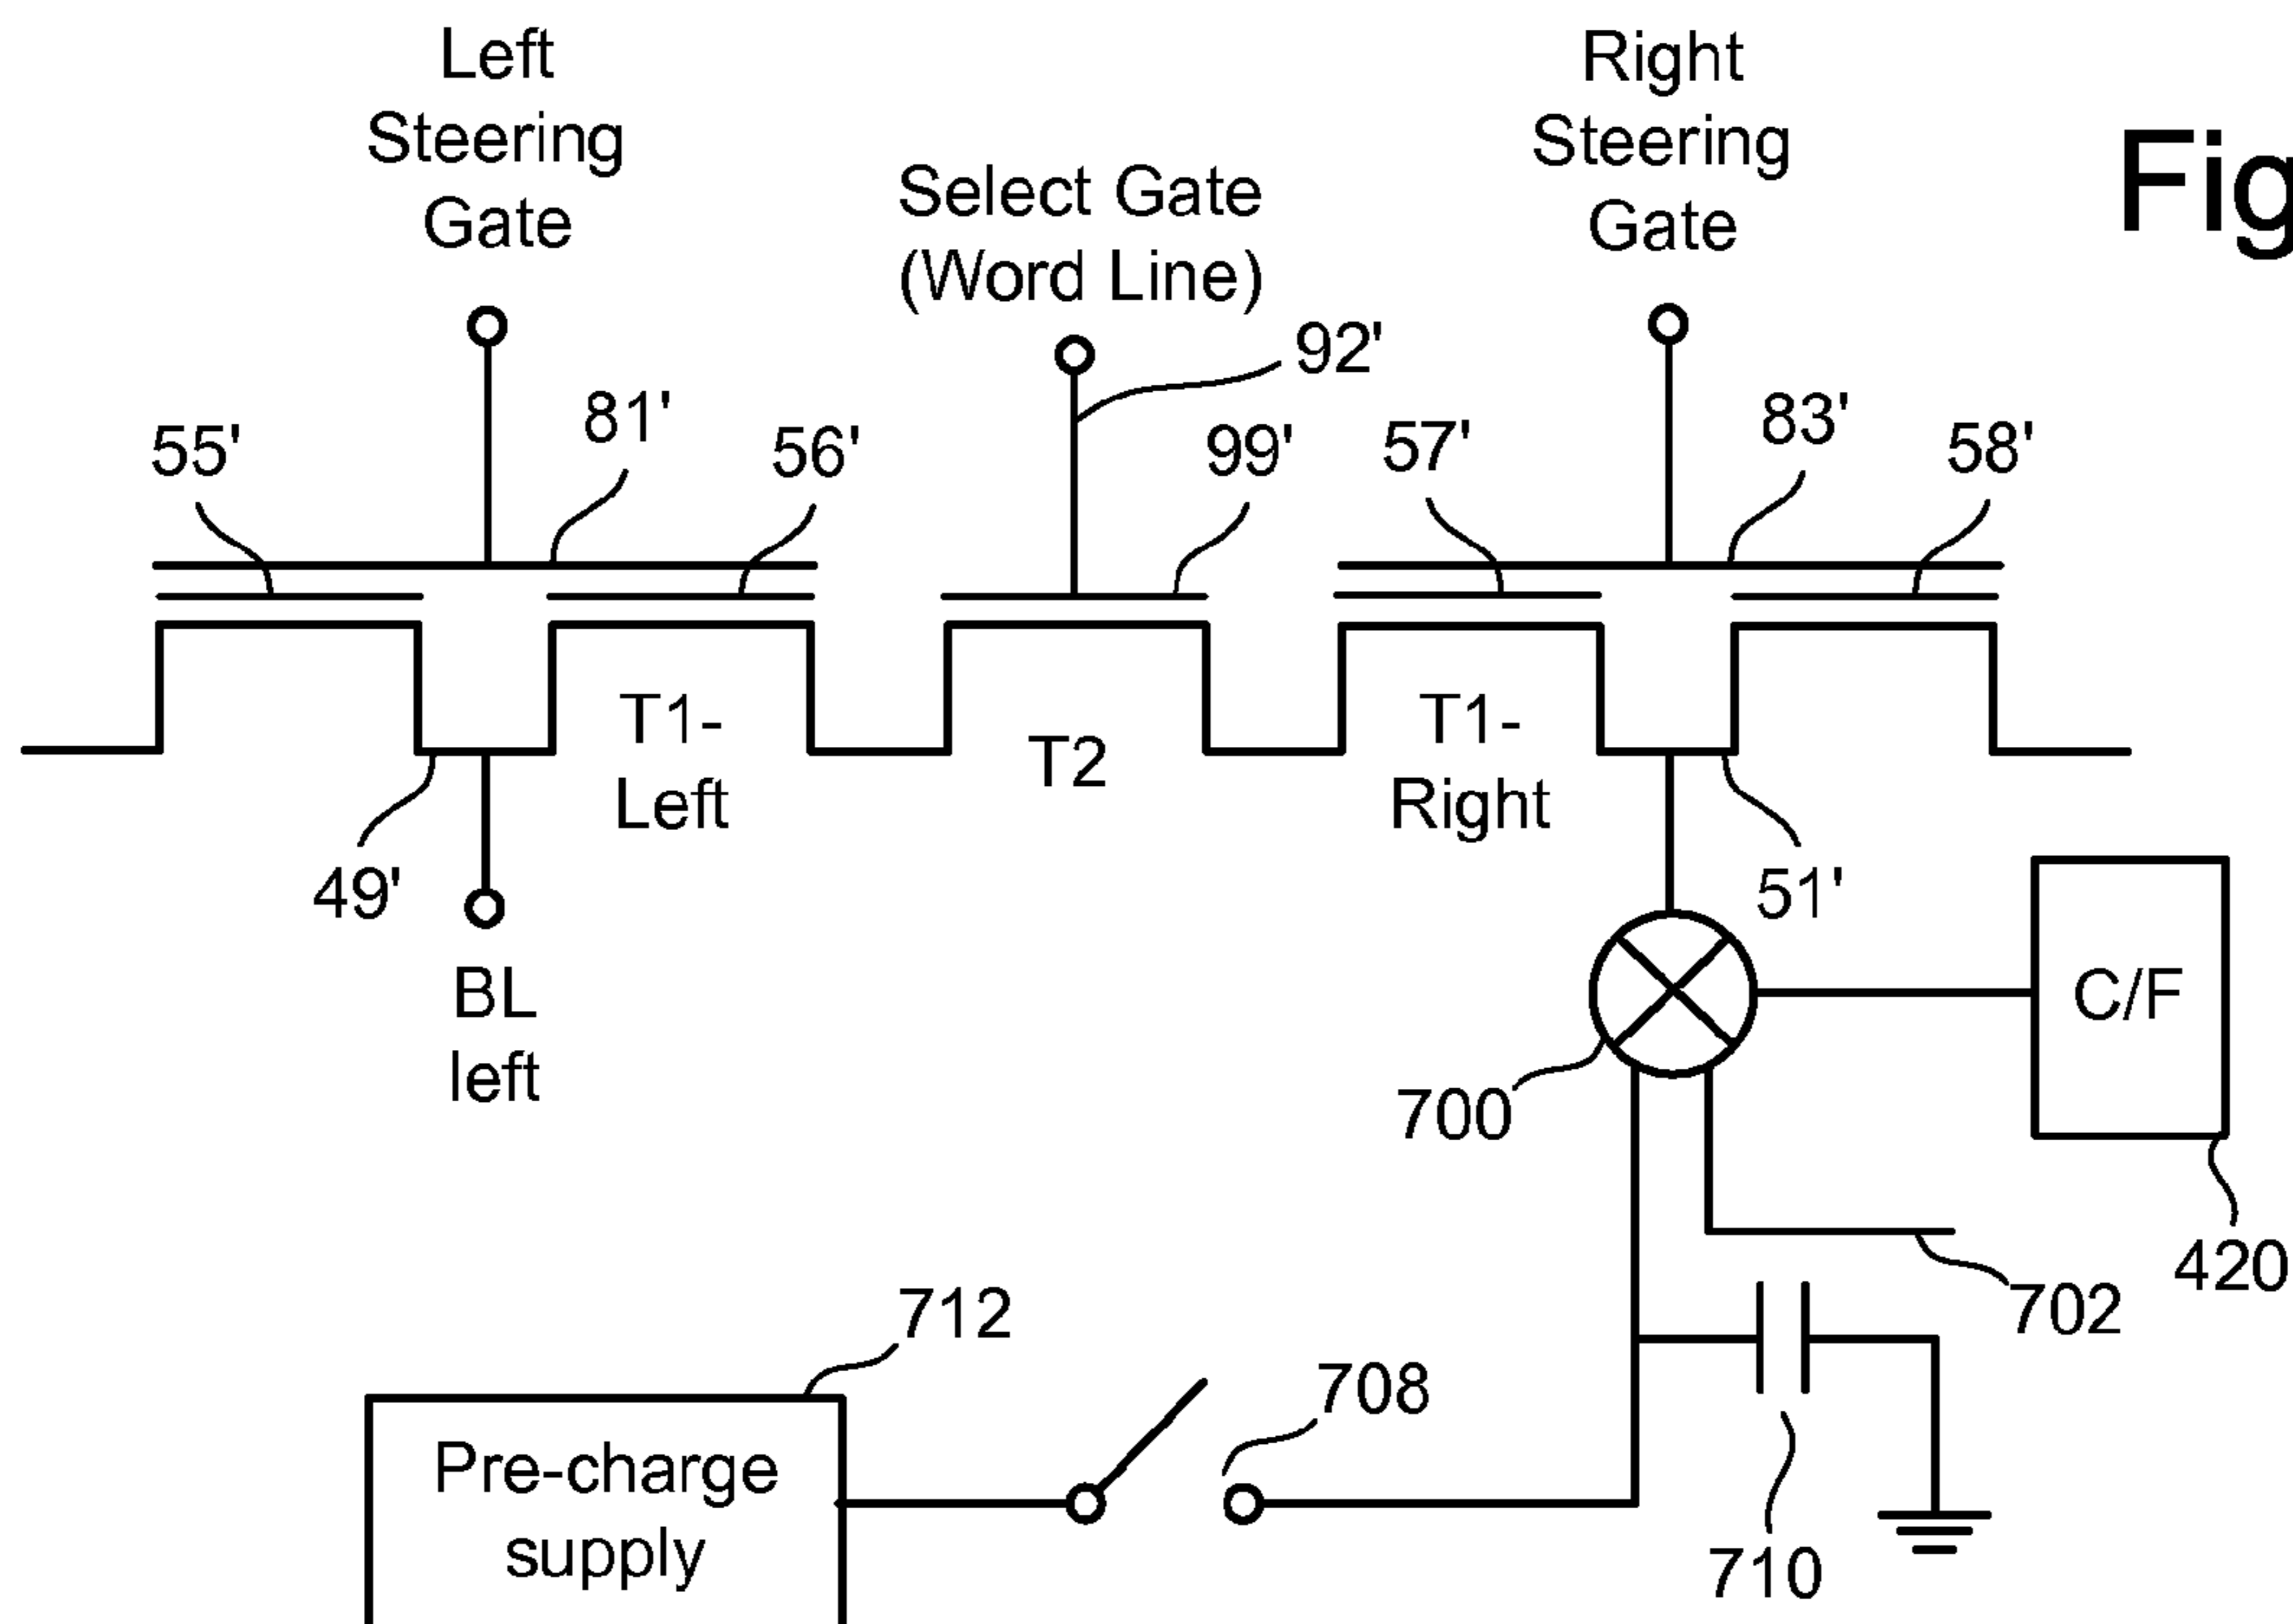 Left
Steering
Gate
Select Gate
(Word Line)
Right
Steering
Gate
Fig
92'
55'
81'
56'
99'
57'
83'
58'
T1-
Left
T2
T1-
Right
49'
51'
BL
left
C/F
700
420
702
712
708
Pre-charge
supply
710